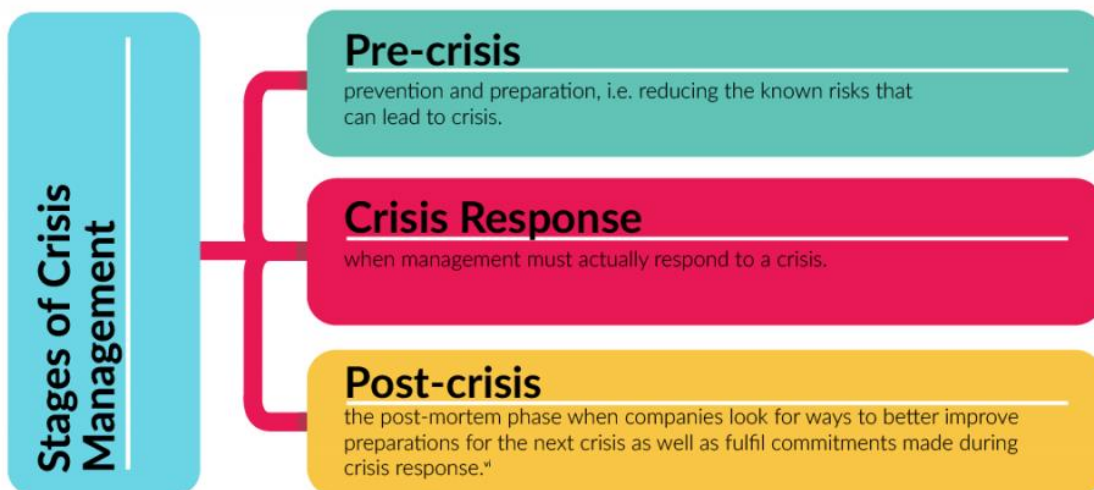 Stages of Crisis
Management
Pre-crisis
prevention and preparation, i.e. reducing the known risks that
can lead to crisis.
Crisis Response
when management must actually respond to a crisis.
Post-crisis
the post-mortem phase when companies look for ways to better improve
preparations for the next crisis as well as fulfil commitments made during
crisis response.ᵛⁱ